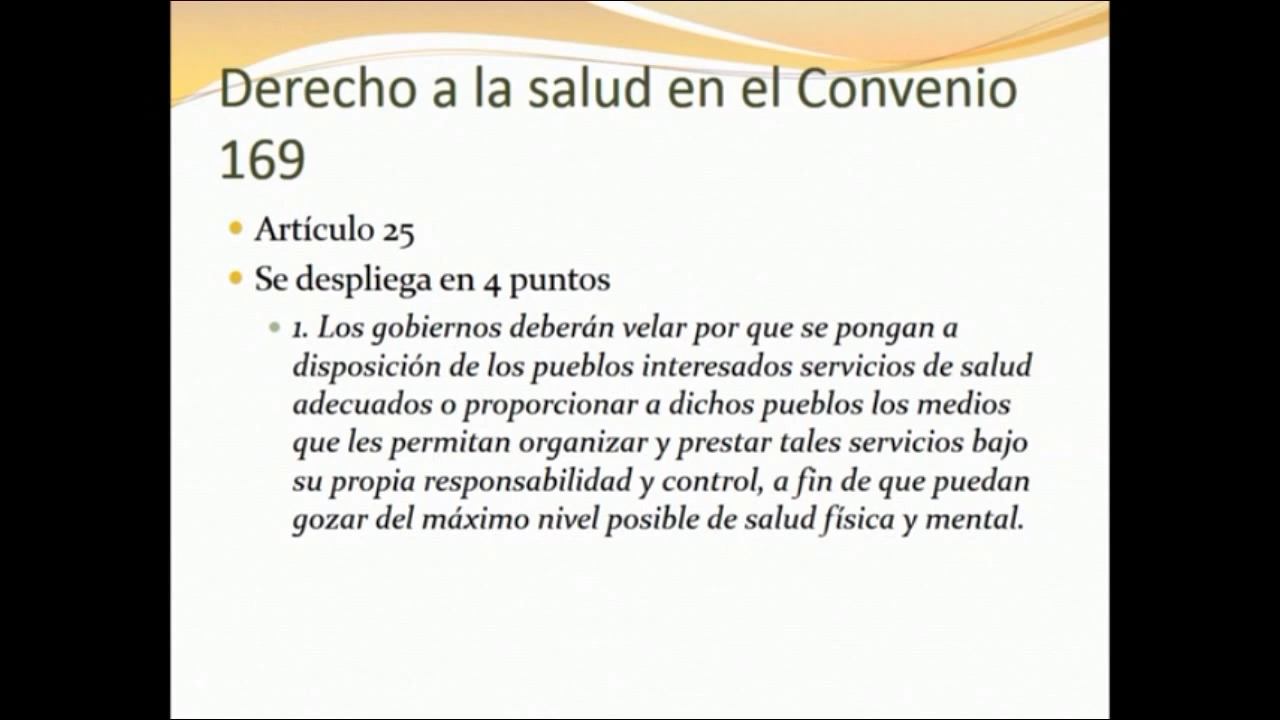 Derecho a la salud en el Convenio
169
Artículo 25
Se despliega en 4 puntos
1. Los gobiernos deberán velar por que se pongan a
disposición de los pueblos interesados servicios de salud
adecuados o proporcionar a dichos pueblos los medios
que les permitan organizar y prestar tales servicios bajo
su propia responsabilidad y control, a fin de que puedan
gozar del máximo nivel posible de salud física y mental.